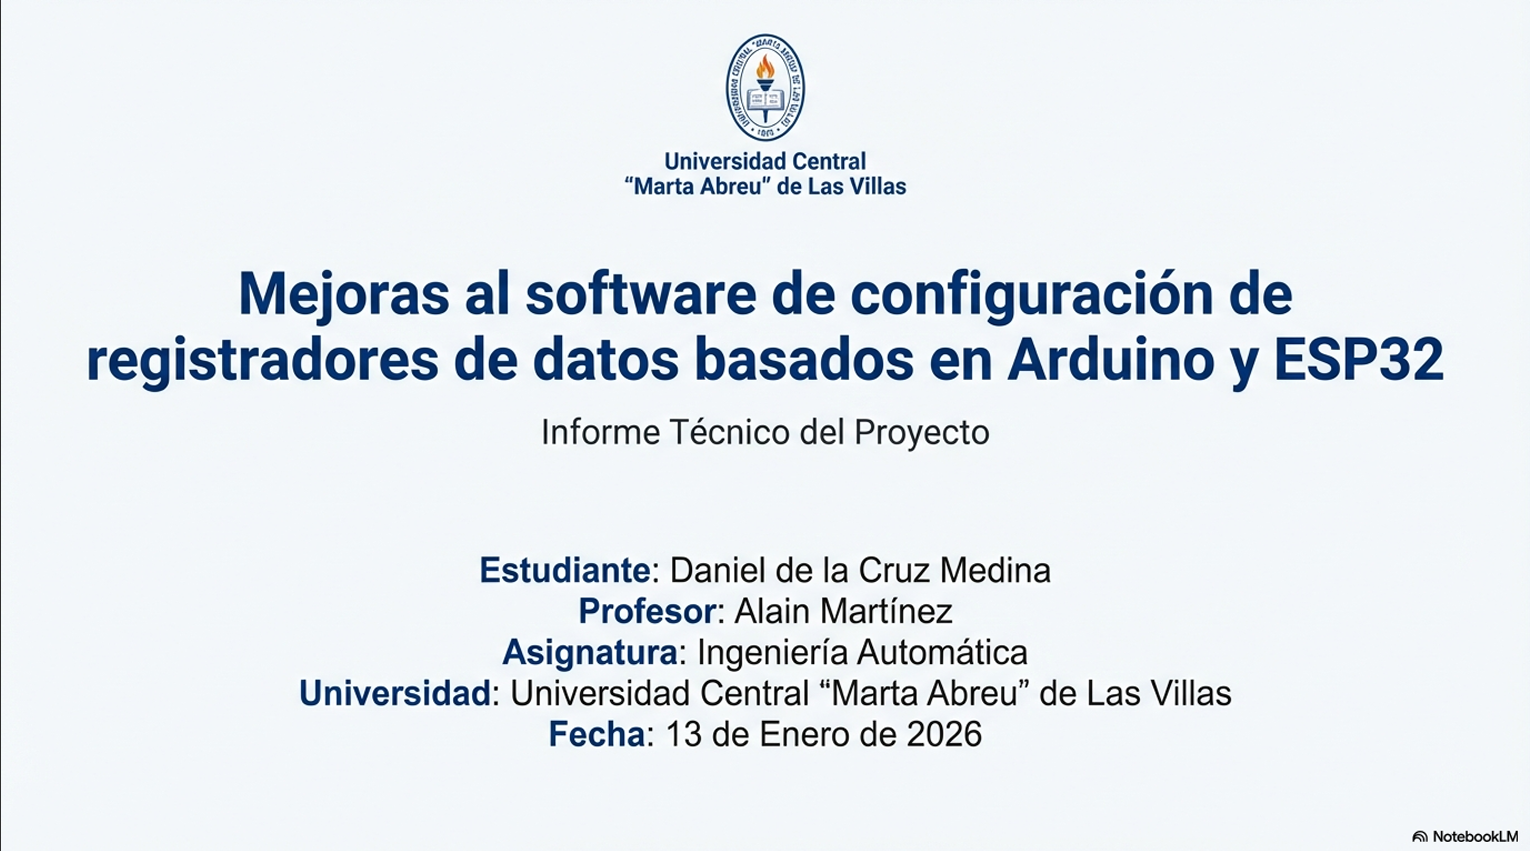 Universidad Central
“Marta Abreu” de Las Villas
Mejoras al software de configuración de
registradores de datos basados en Arduino y ESP32
Informe Técnico del Proyecto
Estudiante: Daniel de la Cruz Medina
Profesor: Alain Martínez
Asignatura: Ingeniería Automática
Universidad: Universidad Central “Marta Abreu” de Las Villas
Fecha: 13 de Enero de 2026
NotebookLM